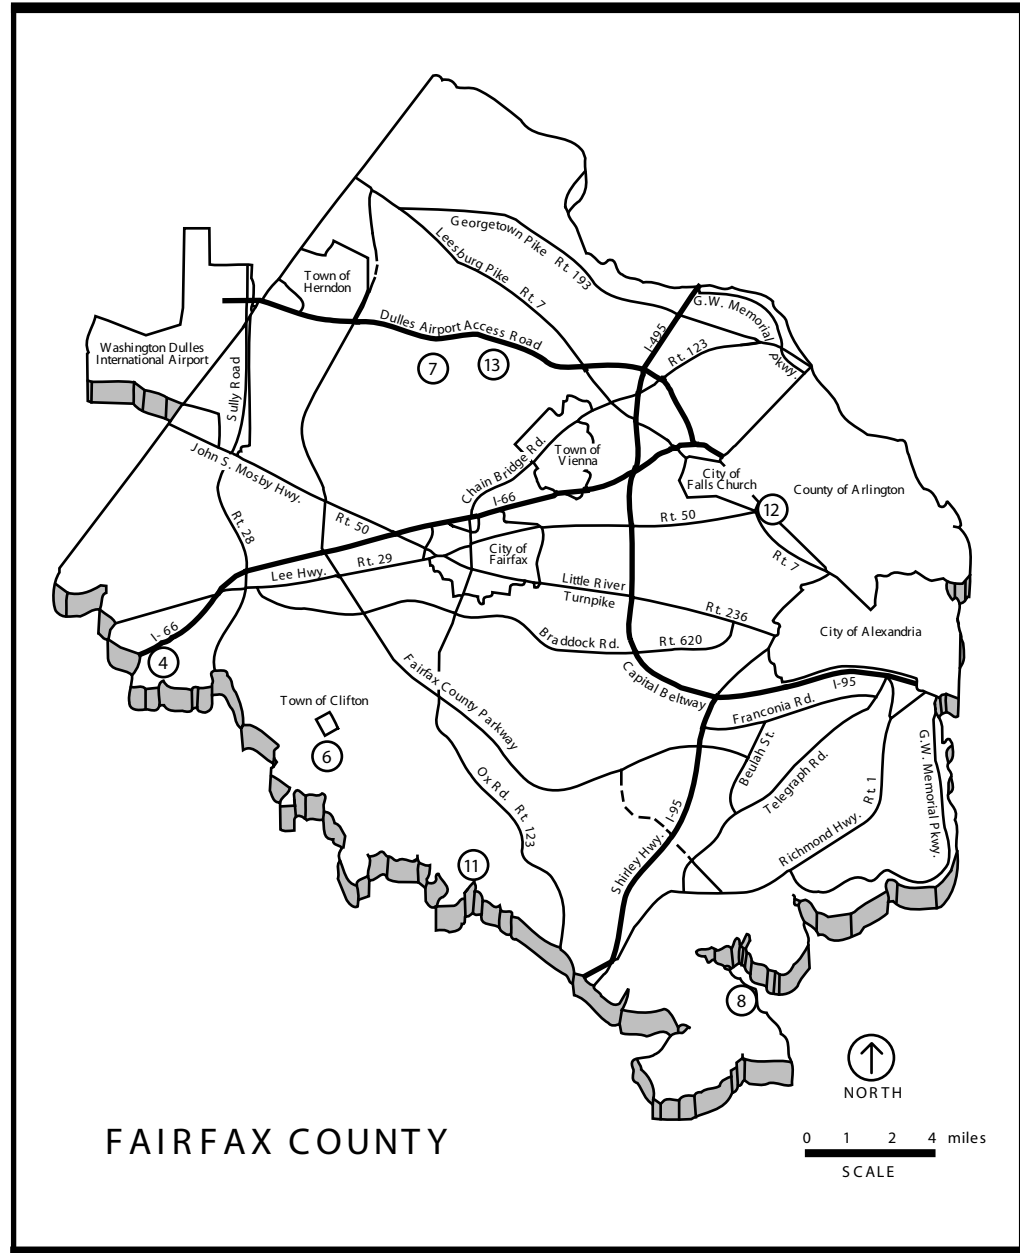 Georgetown Pike Rt. 193
Leesburg Pike Rt. 7
Town of
Herndon
G.W. Memorial Pkwy.
Dulles Airport Access Road
I-495
Rt. 123
Washington Dulles
International Airport
7
13
Sully Road
John S. Mosby Hwy.
Rt. 50
Chain Bridge Rd.
Town of
Vienna
City of
Falls Church
County of Arlington
I-66
Rt. 50
12
Rt. 28
Rt. 29
Lee Hwy.
City of
Fairfax
Rt. 7
Little River
Turnpike
Rt. 236
I- 66
4
Braddock Rd.
Rt. 620
City of Alexandria
Fairfax County Parkway
Capital Beltway
I-95
Franconia Rd.
Town of Clifton
6
Beulah St.
Telegraph Rd.
G.W. Memorial Pkwy.
Ox Rd. Rt. 123
Shirley Hwy. I-95
Richmond Hwy. Rt. 1
11
8
NORTH
FAIRFAX COUNTY
0 1 2 4 miles
SCALE